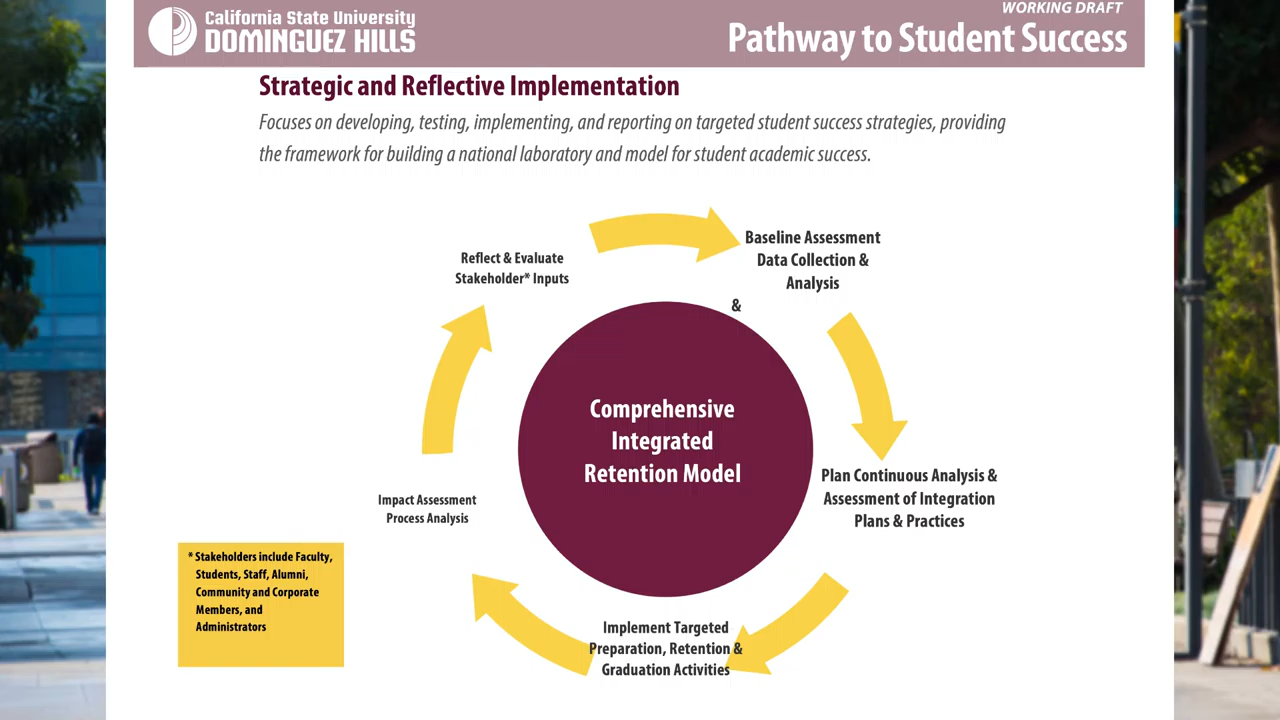 California State University
DOMINGUEZ HILLS
WORKING DRAFT
Pathway to Student Success
Strategic and Reflective Implementation
Focuses on developing, testing, implementing, and reporting on targeted student success strategies, providing
the framework for building a national laboratory and model for student academic success.
Baseline Assessment
Data Collection &
Analysis
&
Reflect & Evaluate
Stakeholder* Inputs
Comprehensive
Integrated
Retention Model
Plan Continuous Analysis &
Assessment of Integration
Plans & Practices
Impact Assessment
Process Analysis
Implement Targeted
Preparation, Retention &
Graduation Activities
* Stakeholders include Faculty,
Students, Staff, Alumni,
Community and Corporate
Members, and
Administrators